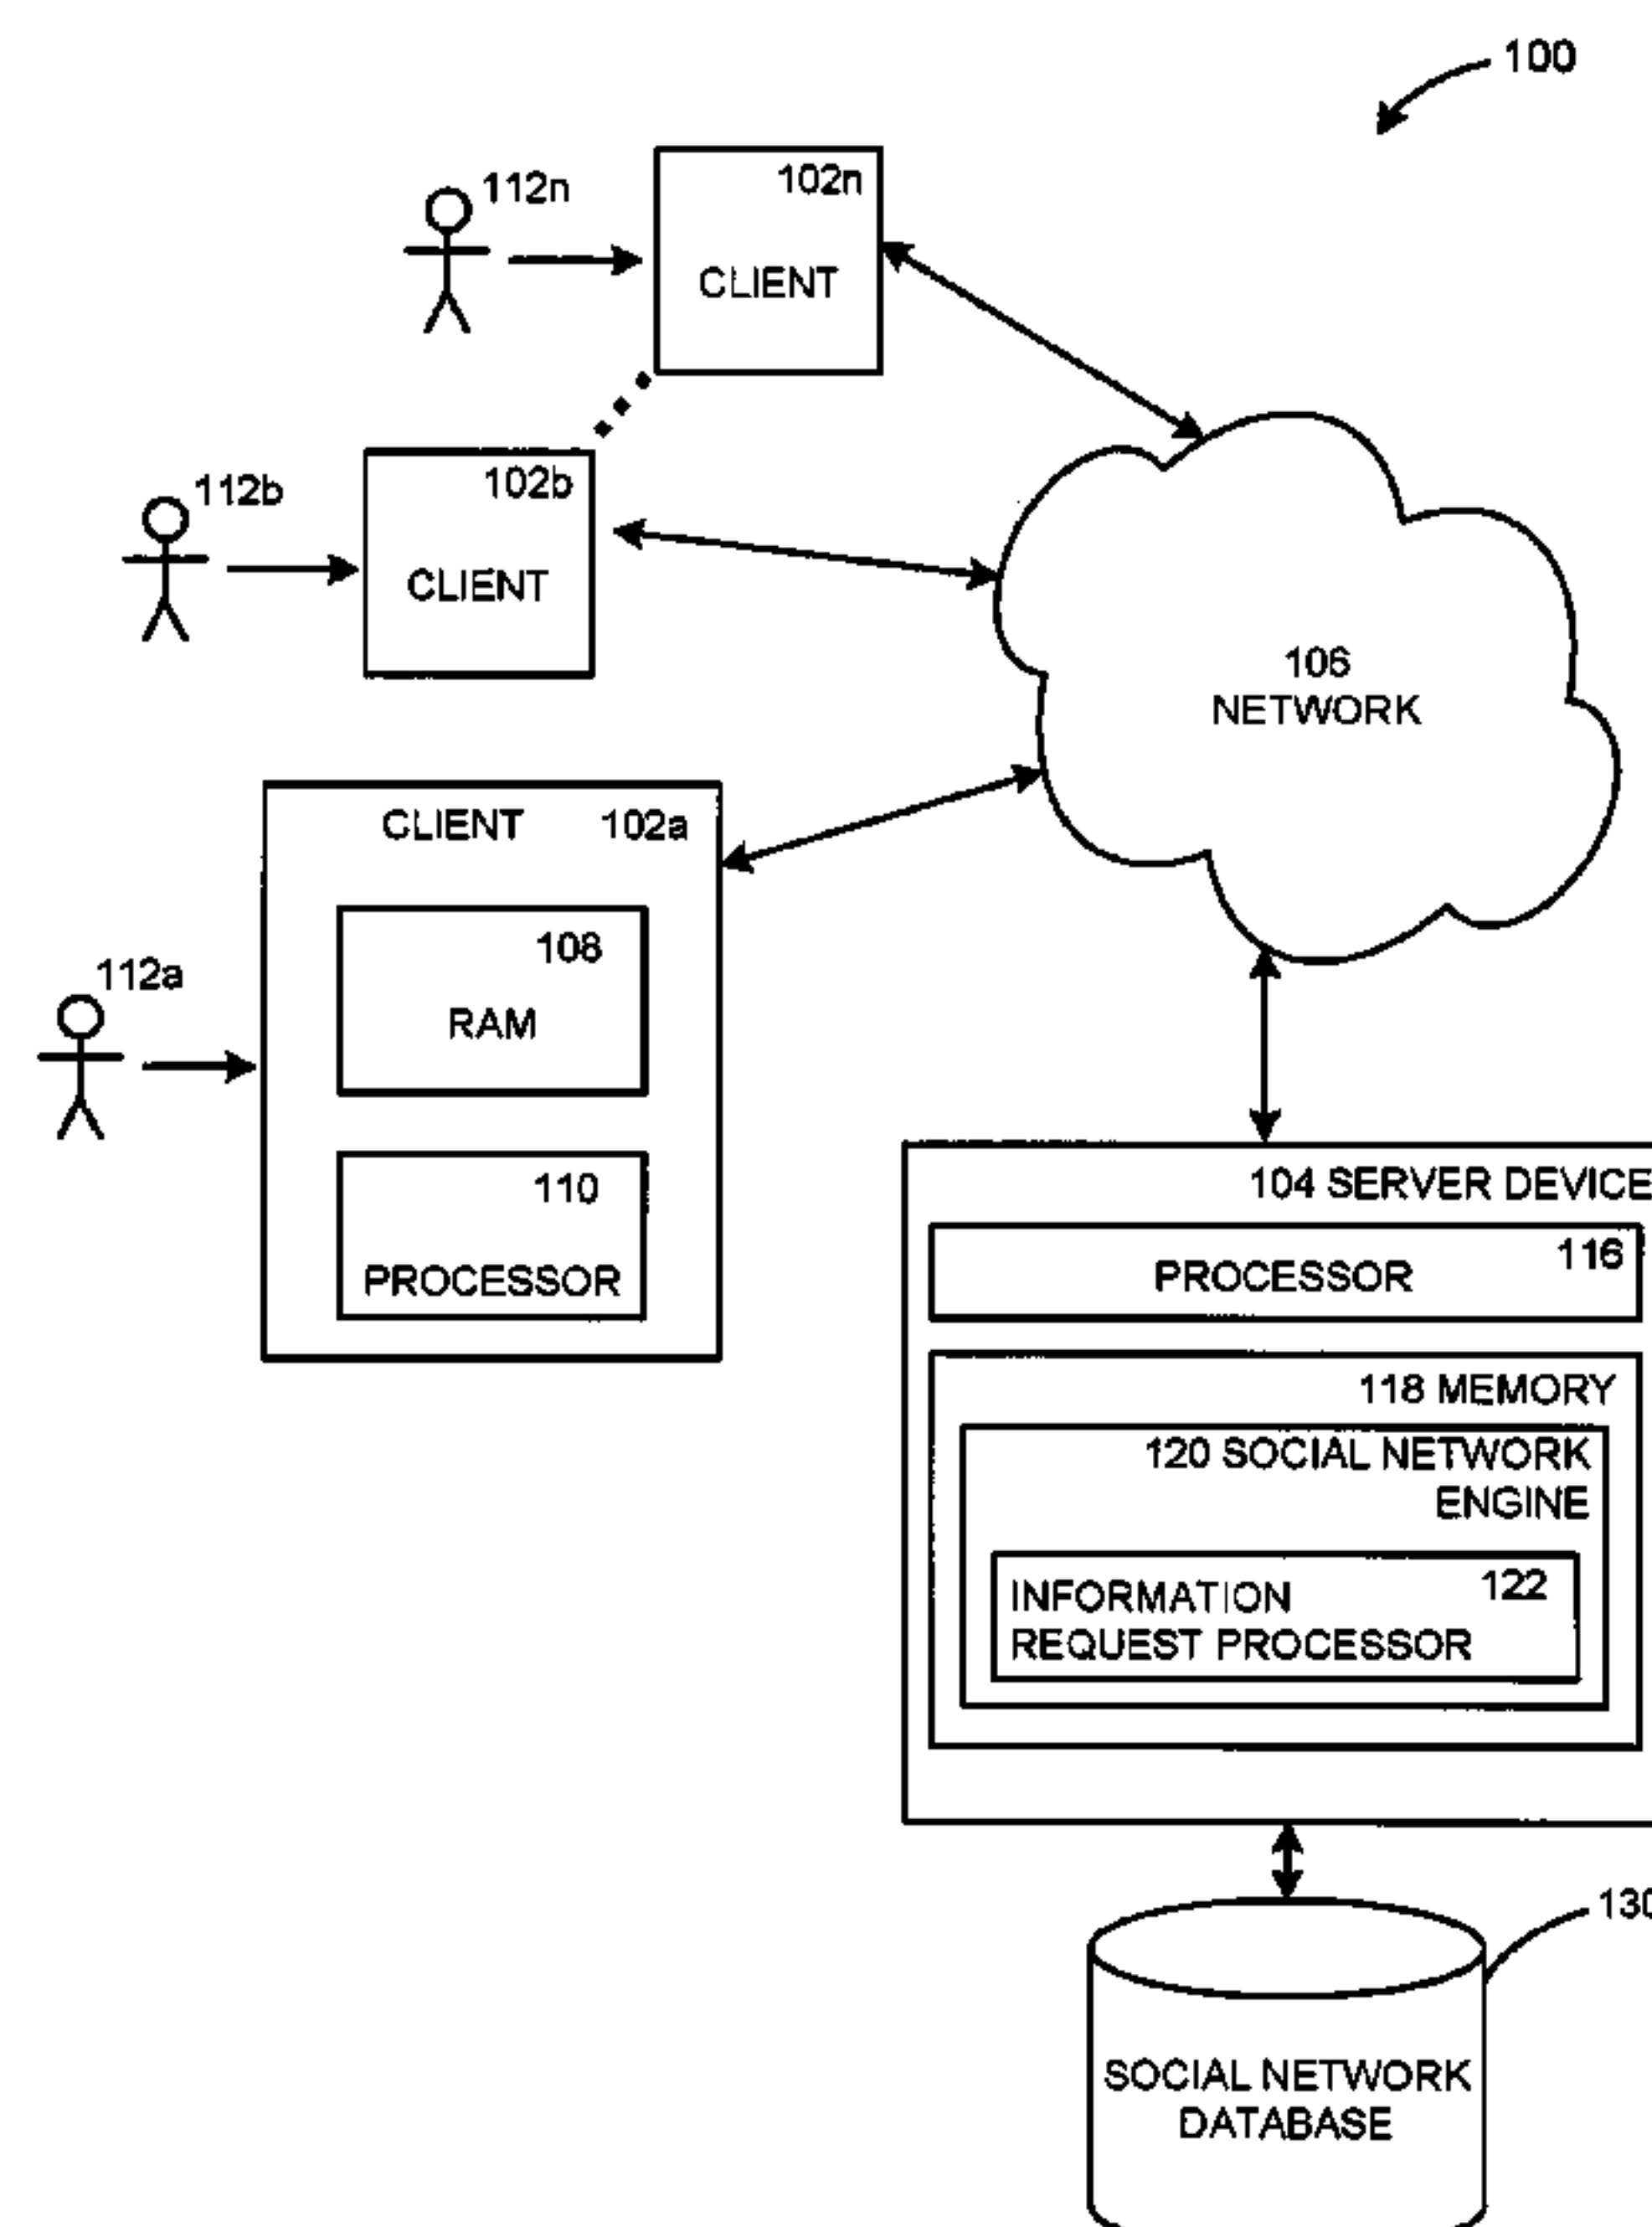 100
112n
102n
CLIENT
112b
102b
CLIENT
106
NETWORK
CLIENT 102a
108
RAM
112a
110
PROCESSOR
104 SERVER DEVICE
116
PROCESSOR
118 MEMORY
120 SOCIAL NETWORK
ENGINE
122
INFORMATION
REQUEST PROCESSOR
130
SOCIAL NETWORK
DATABASE